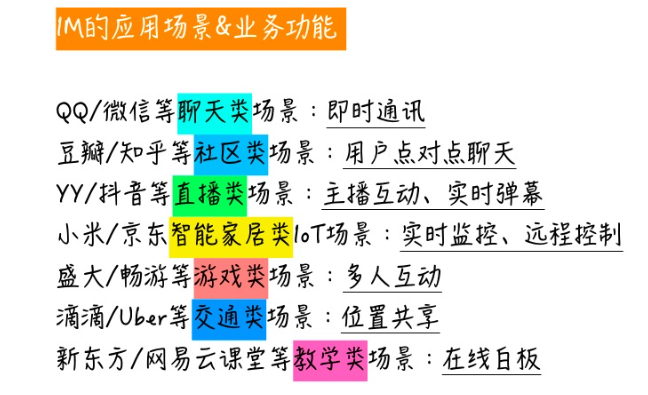 IM的应用场景&业务功能
QQ/微信等聊天类场景：即时通讯
豆瓣/知乎等社区类场景：用户点对点聊天
YY/抖音等直播类场景：主播互动、实时弹幕
小米/京东智能家居类IoT场景：实时监控、远程控制
盛大/畅游等游戏类场景：多人互动
滴滴/Uber等交通类场景：位置共享
新东方/网易云课堂等教学类场景：在线白板